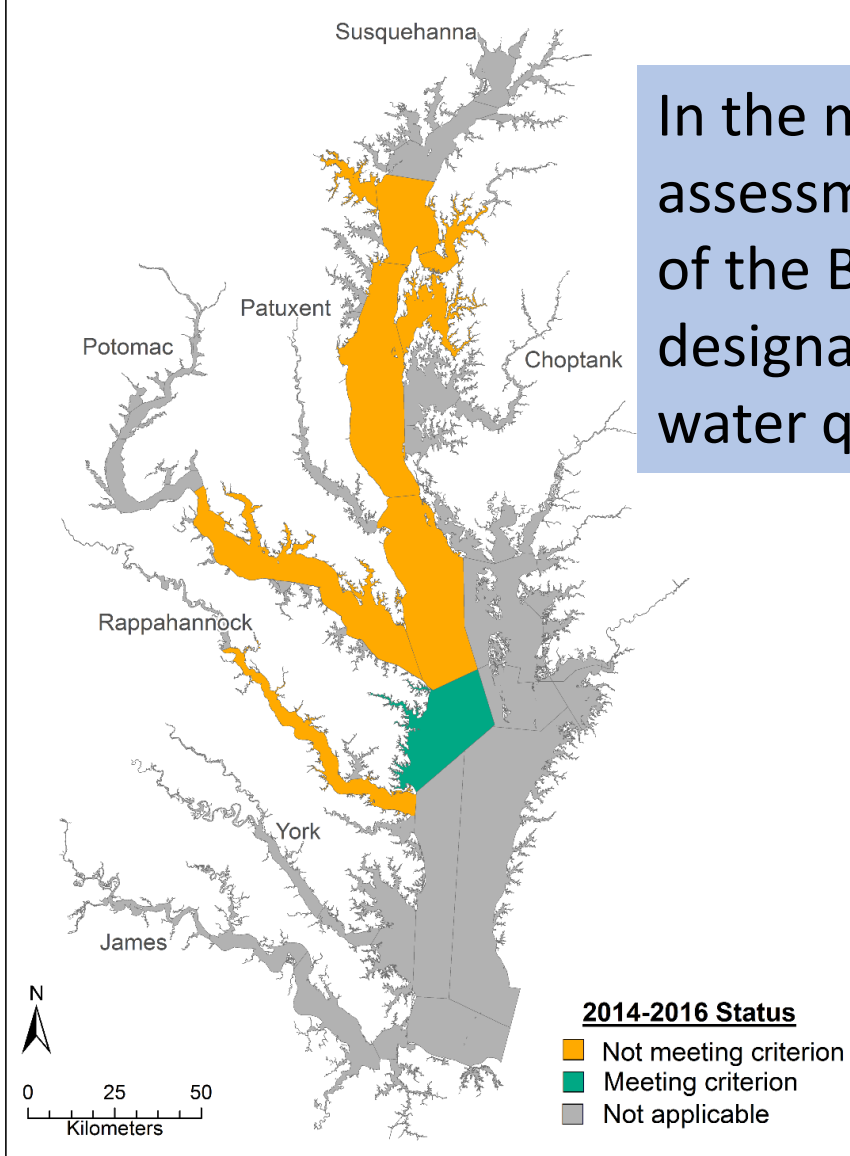 Susquehanna
In the
assessm
of the B
designa
water q
Patuxent
Potomac
Choptank
Rappahannock
York
James
N
0 25 50
Kilometers
2014-2016 Status
Not meeting criterion
Meeting criterion
Not applicable